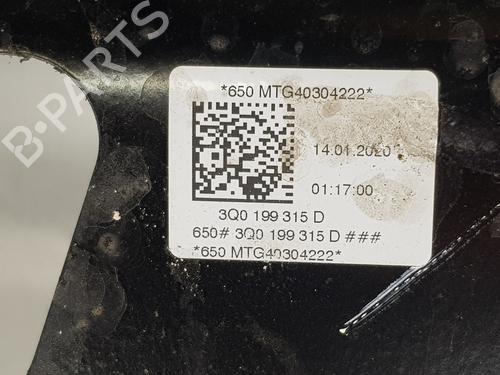 B-PARTS
*650 MTG40304222*
14.01.2020
01:17:00
3Q0 199 315 D
650# 3Q0 199 315 D ###
*650 MTG40304222*